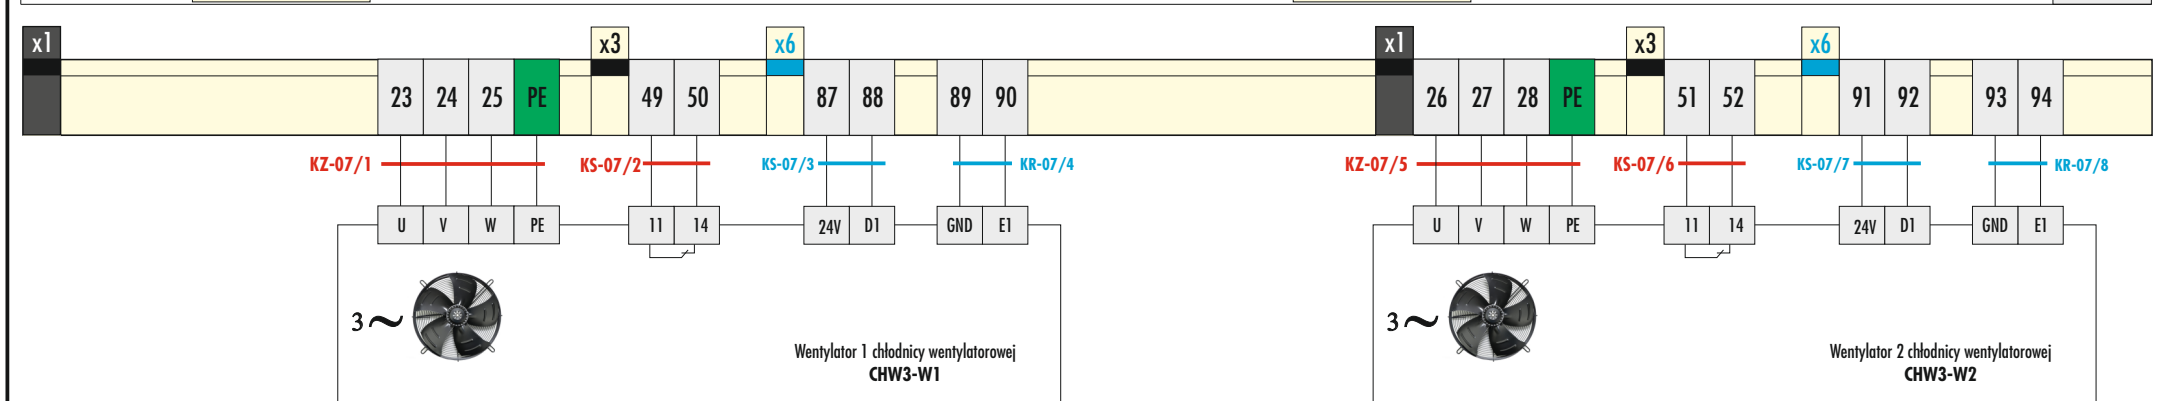 x1 x3 x6 x1 x3 x6
23 24 25 PE 49 50 87 88 89 90 26 27 28 PE 51 52 91 92 93 94
KZ-07/1 KS-07/2 KS-07/3 KR-07/4 KZ-07/5 KS-07/6 KS-07/7 KR-07/8
U V W PE 11 14 24V D1 GND E1 U V W PE 11 14 24V D1 GND E1
3~ 3~
Wentylator 1 chłodnicy wentylatorowej
CHW3-W1
Wentylator 2 chłodnicy wentylatorowej
CHW3-W2